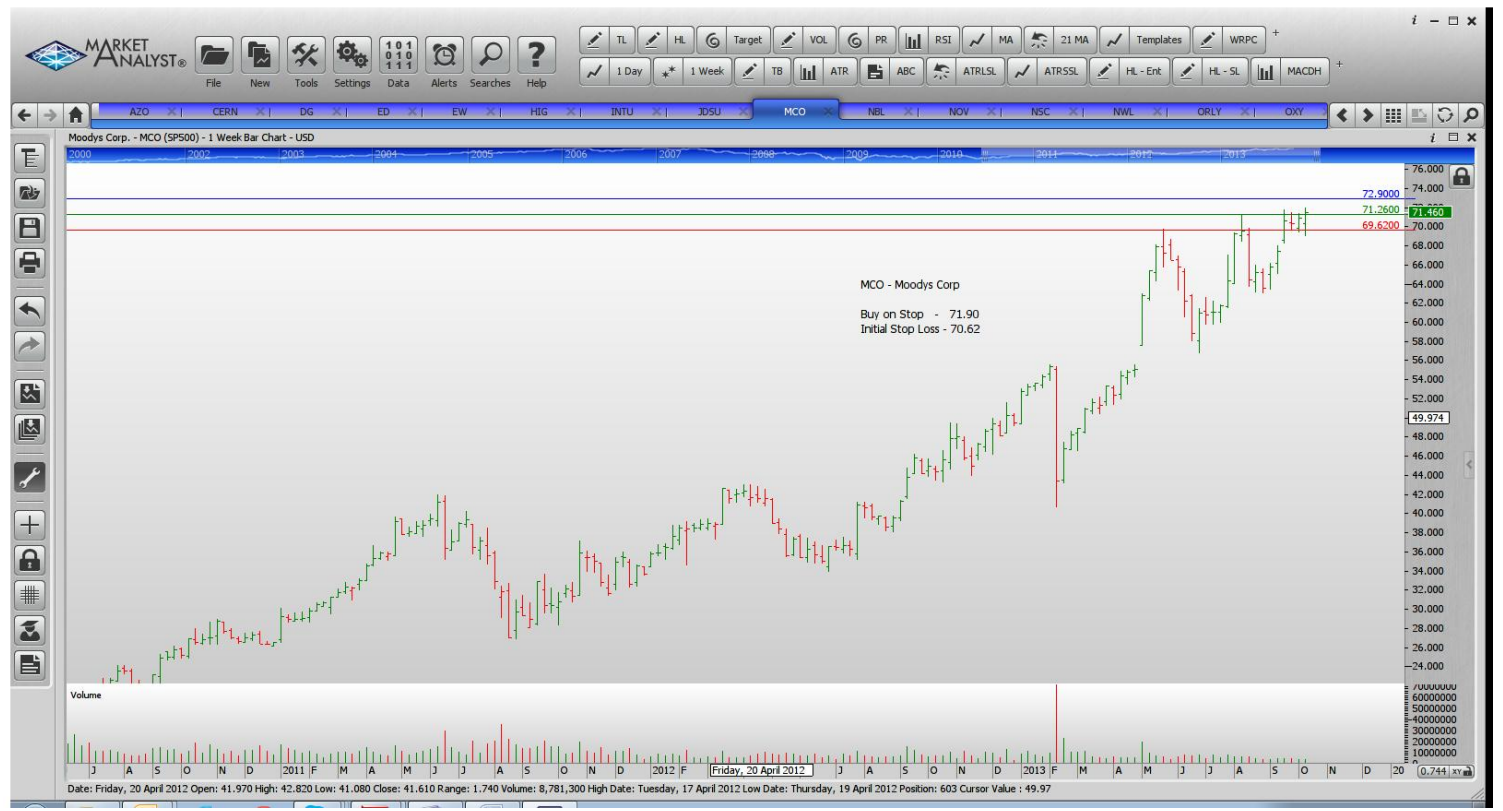 MARKET
ANALYST®
File New Tools Settings Data Alerts Searches Help
TL HL Target VOL PR RSI MA 21 MA Templates WRPC +
1 Day 1 Week TB ATR ABC ATRLSL ATRSSL HL - Ent HL - SL MACDH +
AZO CERN DG ED EW HIG INTU JDSU MCO NBL NOV NSC NWL ORLY OXY
Moodys Corp. - MCO (SP500) - 1 Week Bar Chart - USD
2000 2002 2003 2004 2005 2006 2007 2008 2009 2010 2011 2012 2013
76.000
74.000
72.9000
71.2600
71.460
69.6200
70.000
68.000
66.000
64.000
62.000
60.000
58.000
56.000
54.000
52.000
49.974
48.000
46.000
44.000
42.000
40.000
38.000
36.000
34.000
32.000
30.000
28.000
26.000
24.000
MCO - Moodys Corp
Buy on Stop - 71.90
Initial Stop Loss - 70.62
Volume
70000000
60000000
50000000
40000000
30000000
20000000
10000000
J A S O N D 2011 F M A M J J A S O N D 2012 F Friday, 20 April 2012 J A S O N D 2013 F M A M J J A S O N D 20
0.744 XY
Date: Friday, 20 April 2012 Open: 41.970 High: 42.820 Low: 41.080 Close: 41.610 Range: 1.740 Volume: 8,781,300 High Date: Tuesday, 17 April 2012 Low Date: Thursday, 19 April 2012 Position: 603 Cursor Value : 49.97